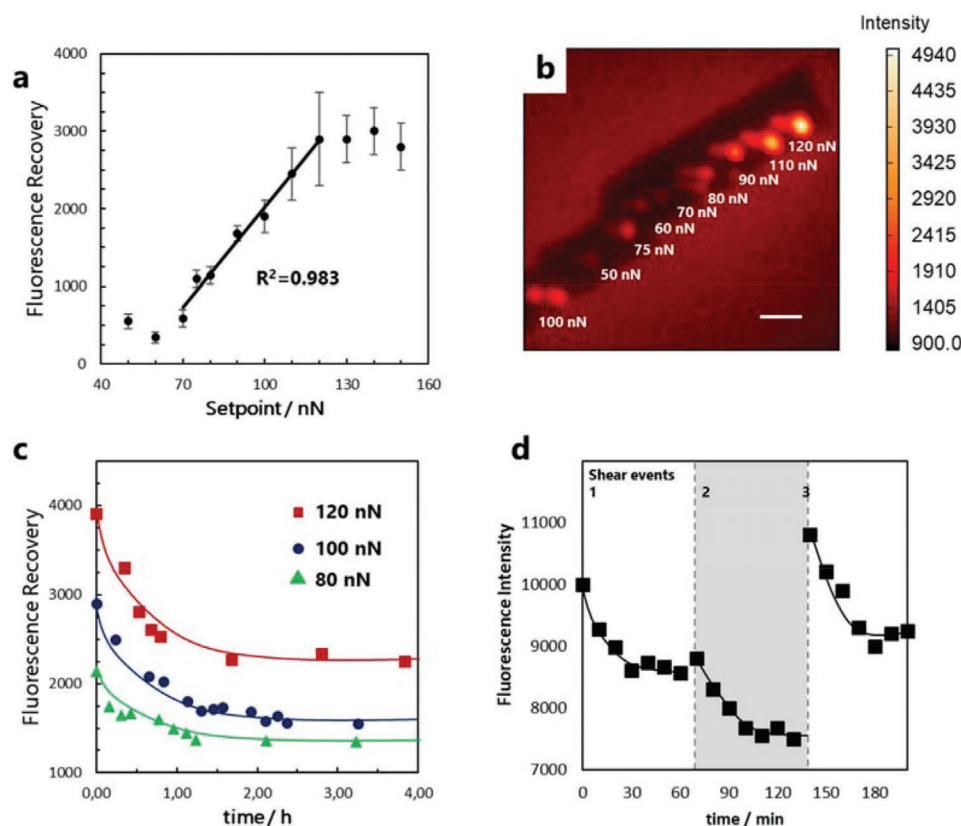 a
Fluorescence Recovery
4000
3000
2000
1000
0
40 70 100 130 160
Setpoint / nN
R²=0.983
b
120 nN
110 nN
90 nN
80 nN
70 nN
60 nN
75 nN
50 nN
100 nN
Intensity
4940
4435
3930
3425
2920
2415
1910
1405
900.0
c
Fluorescence Recovery
4000
3000
2000
1000
0,00 1,00 2,00 3,00 4,00
time / h
120 nN
100 nN
80 nN
d
Shear events
1 2 3
Fluorescence Intensity
11000
10000
9000
8000
7000
0 30 60 90 120 150 180
time / min